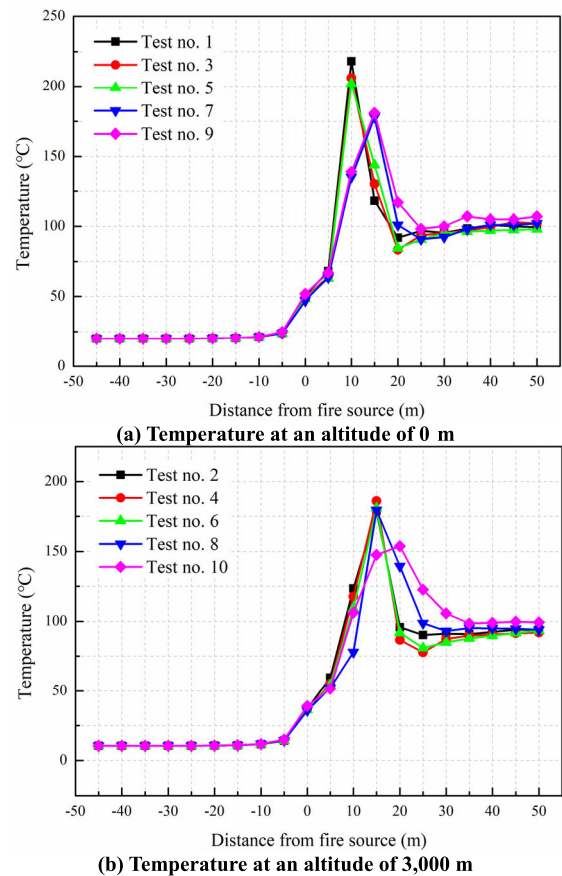 250
200
150
100
50
0
Temperature (°C)
Test no. 1
Test no. 3
Test no. 5
Test no. 7
Test no. 9
-50 -40 -30 -20 -10 0 10 20 30 40 50
Distance from fire source (m)
(a) Temperature at an altitude of 0 m
200
150
100
50
0
Temperature (°C)
Test no. 2
Test no. 4
Test no. 6
Test no. 8
Test no. 10
-50 -40 -30 -20 -10 0 10 20 30 40 50
Distance from fire source (m)
(b) Temperature at an altitude of 3,000 m